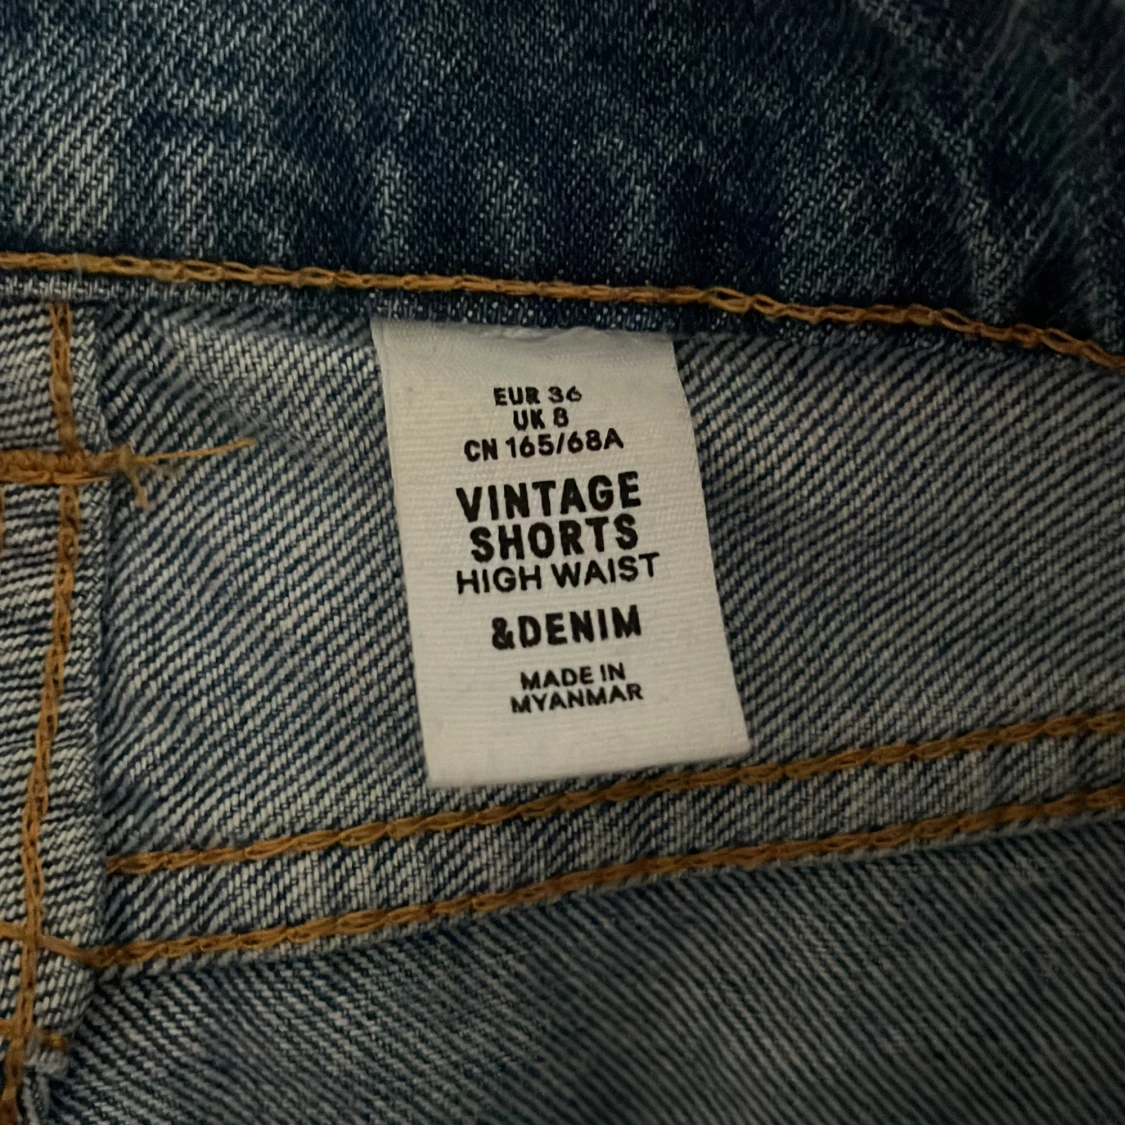 EUR 36
UK 8
CN 165/68A
VINTAGE
SHORTS
HIGH WAIST
&DENIM
MADE IN
MYANMAR